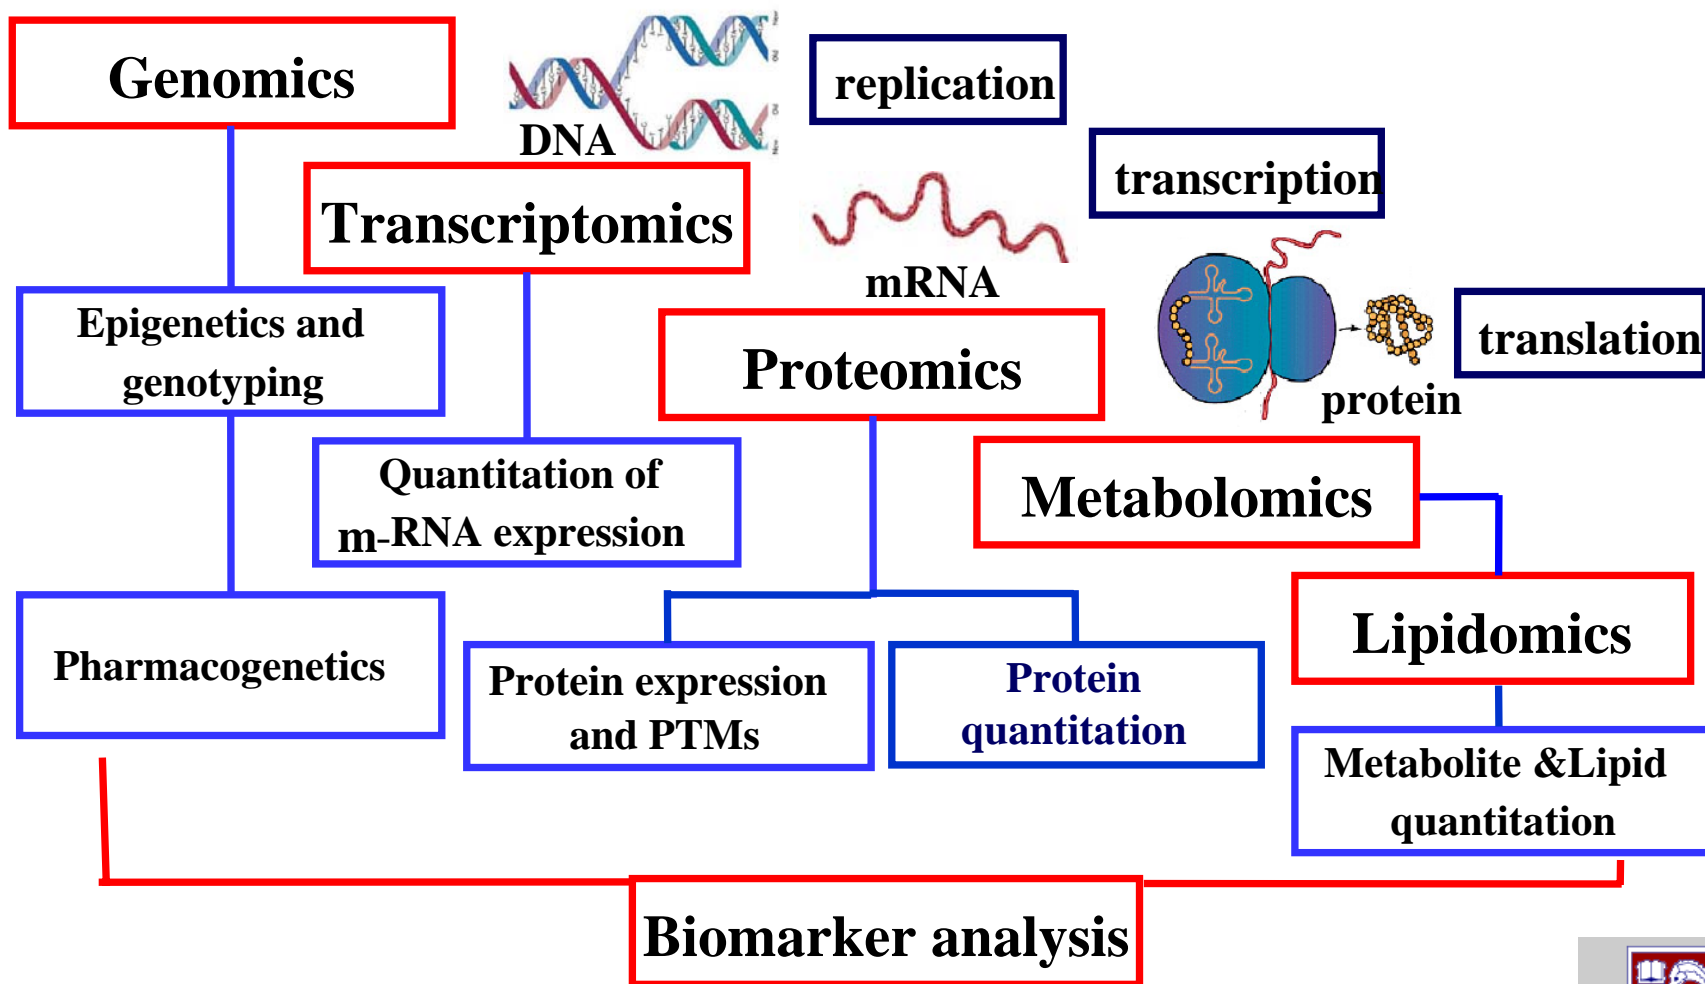 Genomics
replication
DNA
transcription
Transcriptomics
mRNA
Epigenetics and
genotyping
translation
Proteomics
protein
Quantitation of
m-RNA expression
Metabolomics
Lipidomics
Pharmacogenetics
Protein expression
and PTMs
Protein
quantitation
Metabolite &Lipid
quantitation
Biomarker analysis